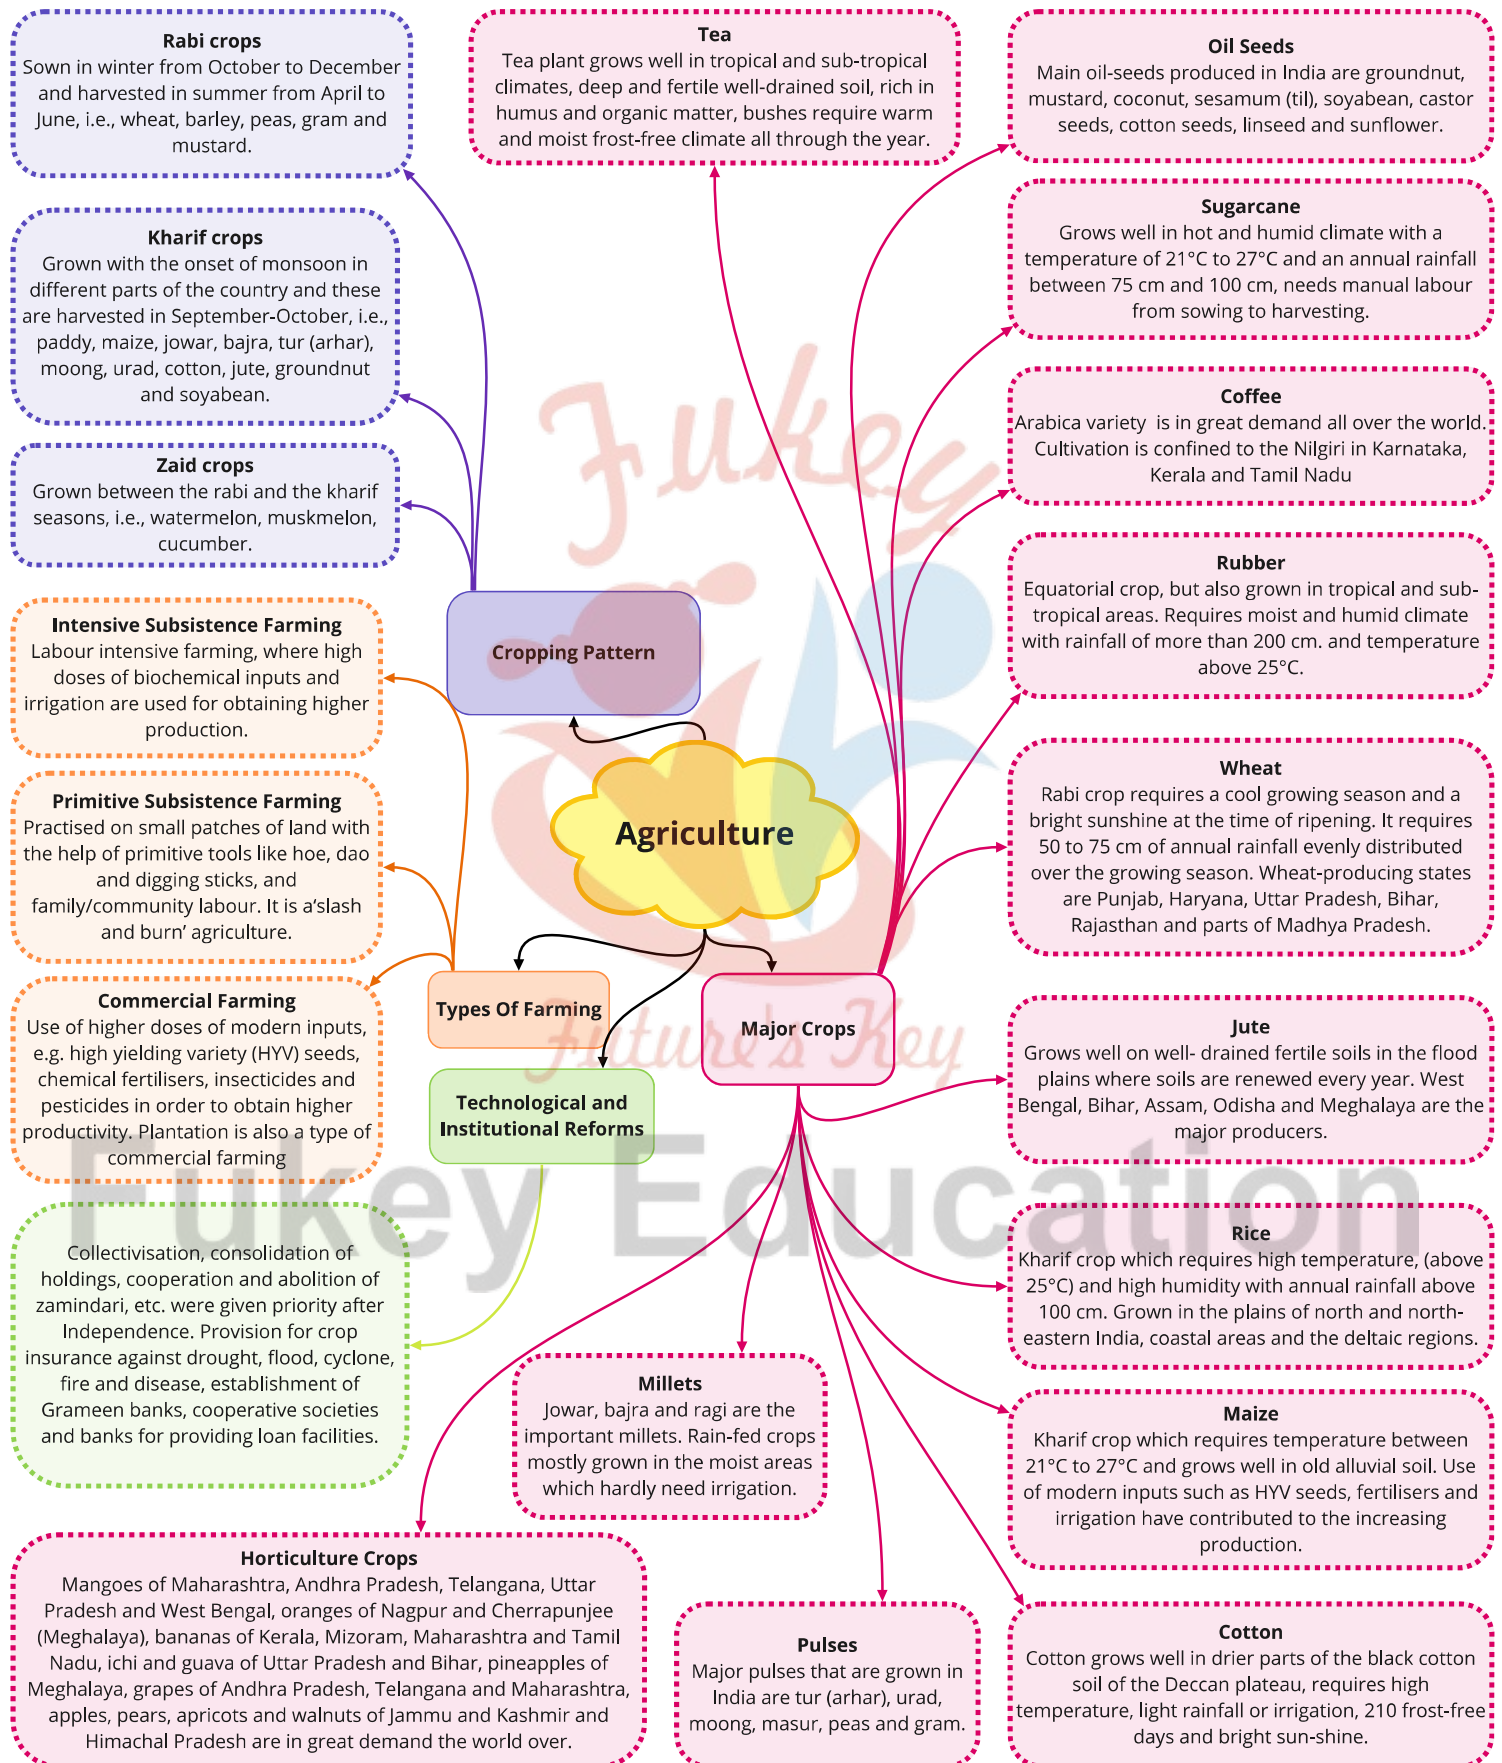 Rabi crops
Sown in winter from October to December
and harvested in summer from April to
June, i.e., wheat, barley, peas, gram and
mustard.
Kharif crops
Grown with the onset of monsoon in
different parts of the country and these
are harvested in September-October, i.e.,
paddy, maize, jowar, bajra, tur (arhar),
moong, urad, cotton, jute, groundnut
and soyabean.
Zaid crops
Grown between the rabi and the kharif
seasons, i.e., watermelon, muskmelon,
cucumber.
Intensive Subsistence Farming
Labour intensive farming, where high
doses of biochemical inputs and
irrigation are used for obtaining higher
production.
Primitive Subsistence Farming
Practised on small patches of land with
the help of primitive tools like hoe, dao
and digging sticks, and
family/community labour. It is a‘slash
and burn’ agriculture.
Commercial Farming
Use of higher doses of modern inputs,
e.g. high yielding variety (HYV) seeds,
chemical fertilisers, insecticides and
pesticides in order to obtain higher
productivity. Plantation is also a type of
commercial farming
Collectivisation, consolidation of
holdings, cooperation and abolition of
zamindari, etc. were given priority after
Independence. Provision for crop
insurance against drought, flood, cyclone,
fire and disease, establishment of
Grameen banks, cooperative societies
and banks for providing loan facilities.
Tea
Tea plant grows well in tropical and sub-tropical
climates, deep and fertile well-drained soil, rich in
humus and organic matter, bushes require warm
and moist frost-free climate all through the year.
Fukey
Cropping Pattern
Agriculture
Types Of Farming
Major Crops
Future's Key
Technological and
Institutional Reforms
Fukey Education
Oil Seeds
Main oil-seeds produced in India are groundnut,
mustard, coconut, sesamum (til), soyabean, castor
seeds, cotton seeds, linseed and sunflower.
Sugarcane
Grows well in hot and humid climate with a
temperature of 21°C to 27°C and an annual rainfall
between 75 cm and 100 cm, needs manual labour
from sowing to harvesting.
Coffee
Arabica variety is in great demand all over the world.
Cultivation is confined to the Nilgiri in Karnataka,
Kerala and Tamil Nadu
Rubber
Equatorial crop, but also grown in tropical and sub-
tropical areas. Requires moist and humid climate
with rainfall of more than 200 cm. and temperature
above 25°C.
Wheat
Rabi crop requires a cool growing season and a
bright sunshine at the time of ripening. It requires
50 to 75 cm of annual rainfall evenly distributed
over the growing season. Wheat-producing states
are Punjab, Haryana, Uttar Pradesh, Bihar,
Rajasthan and parts of Madhya Pradesh.
Jute
Grows well on well- drained fertile soils in the flood
plains where soils are renewed every year. West
Bengal, Bihar, Assam, Odisha and Meghalaya are the
major producers.
Rice
Kharif crop which requires high temperature, (above
25°C) and high humidity with annual rainfall above
100 cm. Grown in the plains of north and north-
eastern India, coastal areas and the deltaic regions.
Maize
Kharif crop which requires temperature between
21°C to 27°C and grows well in old alluvial soil. Use
of modern inputs such as HYV seeds, fertilisers and
irrigation have contributed to the increasing
production.
Cotton
Cotton grows well in drier parts of the black cotton
soil of the Deccan plateau, requires high
temperature, light rainfall or irrigation, 210 frost-free
days and bright sun-shine.
Millets
Jowar, bajra and ragi are the
important millets. Rain-fed crops
mostly grown in the moist areas
which hardly need irrigation.
Horticulture Crops
Mangoes of Maharashtra, Andhra Pradesh, Telangana, Uttar
Pradesh and West Bengal, oranges of Nagpur and Cherrapunjee
(Meghalaya), bananas of Kerala, Mizoram, Maharashtra and Tamil
Nadu, ichi and guava of Uttar Pradesh and Bihar, pineapples of
Meghalaya, grapes of Andhra Pradesh, Telangana and Maharashtra,
apples, pears, apricots and walnuts of Jammu and Kashmir and
Himachal Pradesh are in great demand the world over.
Pulses
Major pulses that are grown in
India are tur (arhar), urad,
moong, masur, peas and gram.